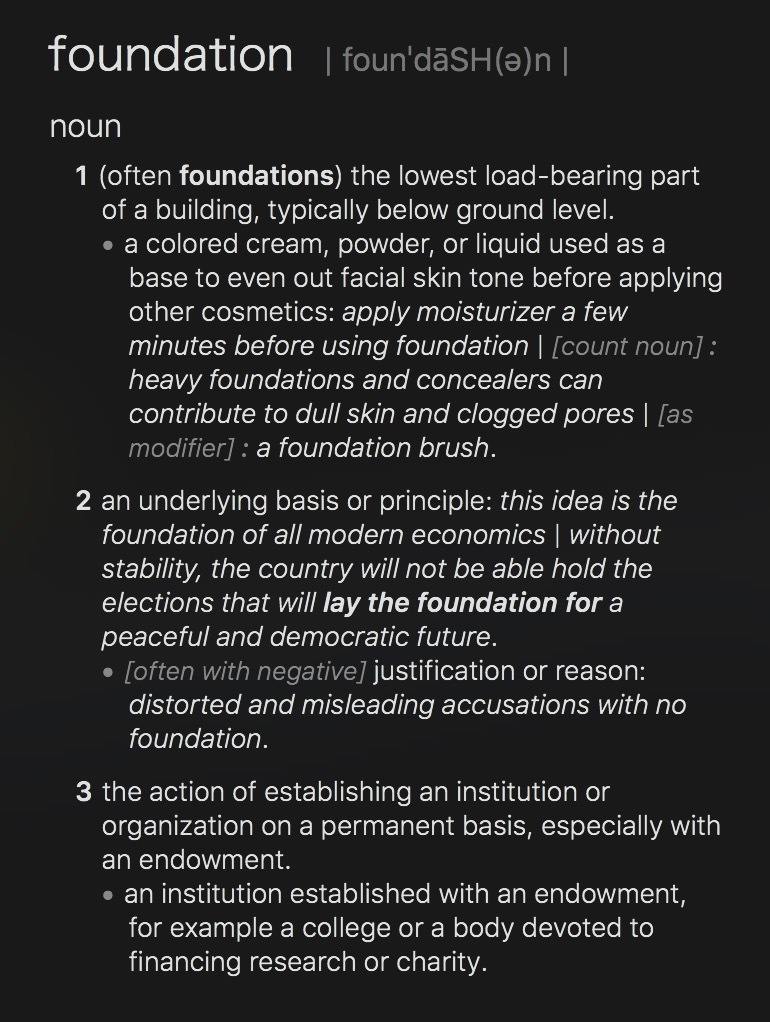 foundation | foun'dāSH(ə)n |
noun
1 (often foundations) the lowest load-bearing part
of a building, typically below ground level.
• a colored cream, powder, or liquid used as a
base to even out facial skin tone before applying
other cosmetics: apply moisturizer a few
minutes before using foundation | [count noun] :
heavy foundations and concealers can
contribute to dull skin and clogged pores | [as
modifier] : a foundation brush.
2 an underlying basis or principle: this idea is the
foundation of all modern economics | without
stability, the country will not be able hold the
elections that will lay the foundation for a
peaceful and democratic future.
• [often with negative] justification or reason:
distorted and misleading accusations with no
foundation.
3 the action of establishing an institution or
organization on a permanent basis, especially with
an endowment.
• an institution established with an endowment,
for example a college or a body devoted to
financing research or charity.